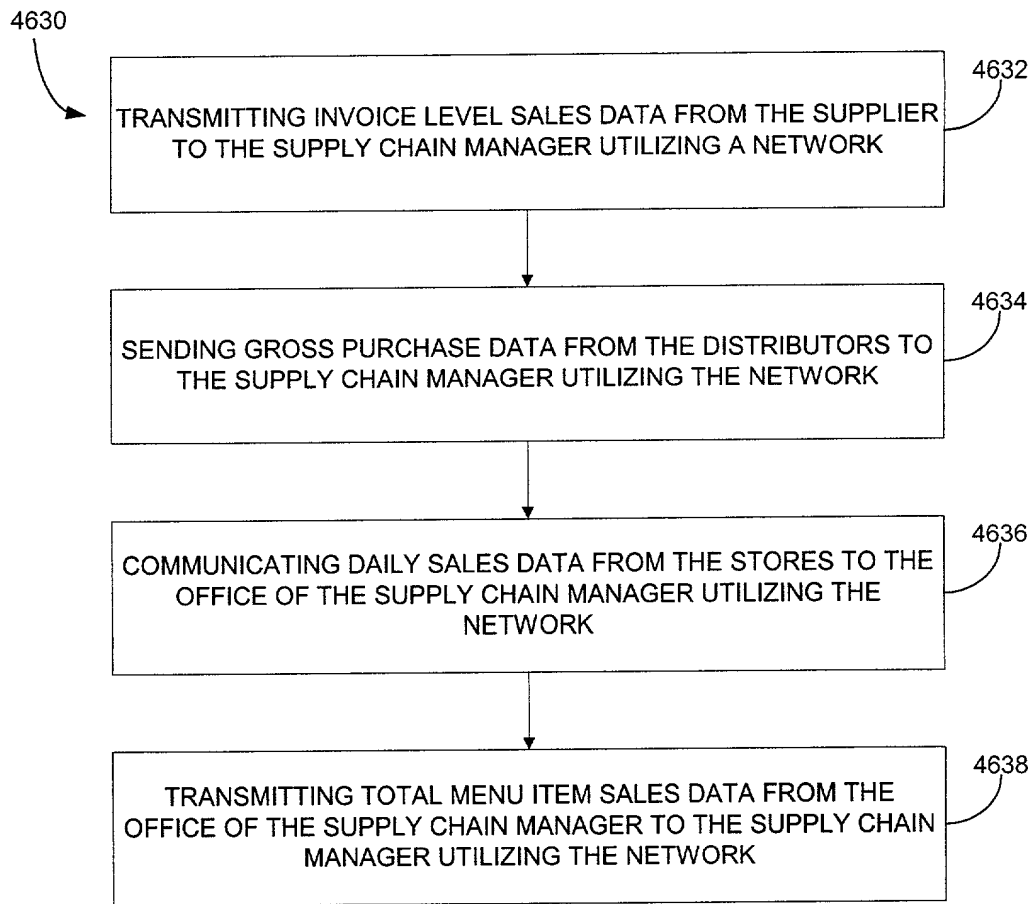 4630
4632
TRANSMITTING INVOICE LEVEL SALES DATA FROM THE SUPPLIER
TO THE SUPPLY CHAIN MANAGER UTILIZING A NETWORK
4634
SENDING GROSS PURCHASE DATA FROM THE DISTRIBUTORS TO
THE SUPPLY CHAIN MANAGER UTILIZING THE NETWORK
4636
COMMUNICATING DAILY SALES DATA FROM THE STORES TO THE
OFFICE OF THE SUPPLY CHAIN MANAGER UTILIZING THE
NETWORK
4638
TRANSMITTING TOTAL MENU ITEM SALES DATA FROM THE
OFFICE OF THE SUPPLY CHAIN MANAGER TO THE SUPPLY CHAIN
MANAGER UTILIZING THE NETWORK